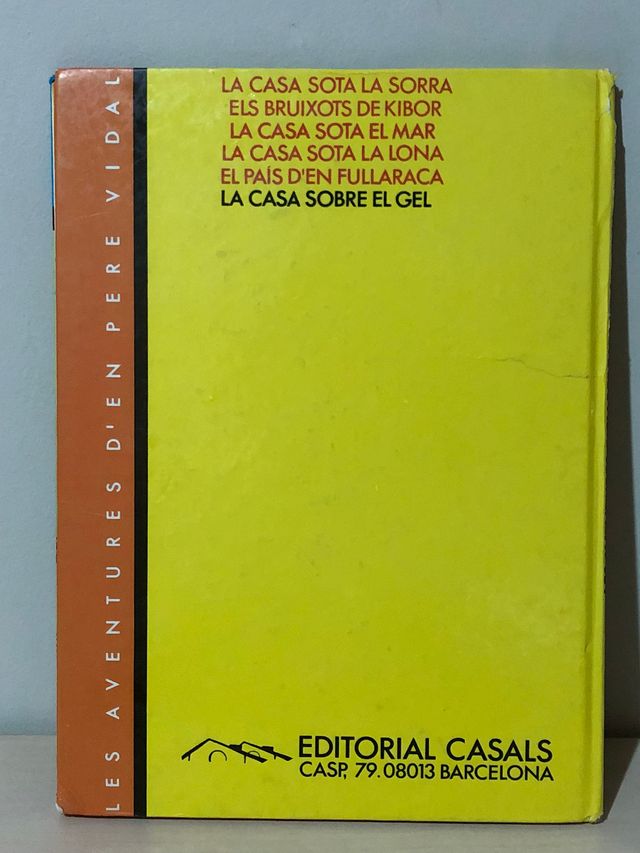 LA CASA SOTA LA SORRA
ELS BRUIXOTS DE KIBOR
LA CASA SOTA EL MAR
LA CASA SOTA LA LONA
EL PAÍS D'EN FULLARACA
LA CASA SOBRE EL GEL
LES AVENTURES D'EN PERE VIDAL
EDITORIAL CASALS
CASP, 79. 08013 BARCELONA